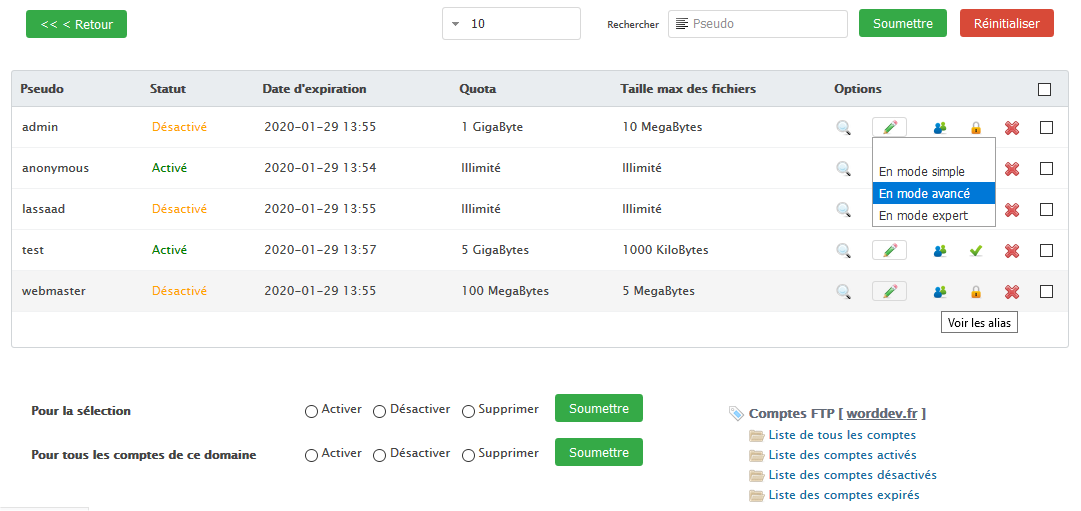 << < Retour
10
Rechercher
Pseudo
Soumettre
Réinitialiser
Pseudo Statut Date d'expiration Quota Taille max des fichiers Options
admin Désactivé 2020-01-29 13:55 1 GigaByte 10 MegaBytes
anonymous Activé 2020-01-29 13:54 Illimité Illimité
En mode simple
En mode avancé
En mode expert
lassaad Désactivé 2020-01-29 13:55 Illimité Illimité
test Activé 2020-01-29 13:57 5 GigaBytes 1000 KiloBytes
webmaster Désactivé 2020-01-29 13:55 100 MegaBytes 5 MegaBytes
Voir les alias
Pour la sélection Activer Désactiver Supprimer Soumettre
Pour tous les comptes de ce domaine Activer Désactiver Supprimer Soumettre
Comptes FTP [ worddev.fr ]
Liste de tous les comptes
Liste des comptes activés
Liste des comptes désactivés
Liste des comptes expirés